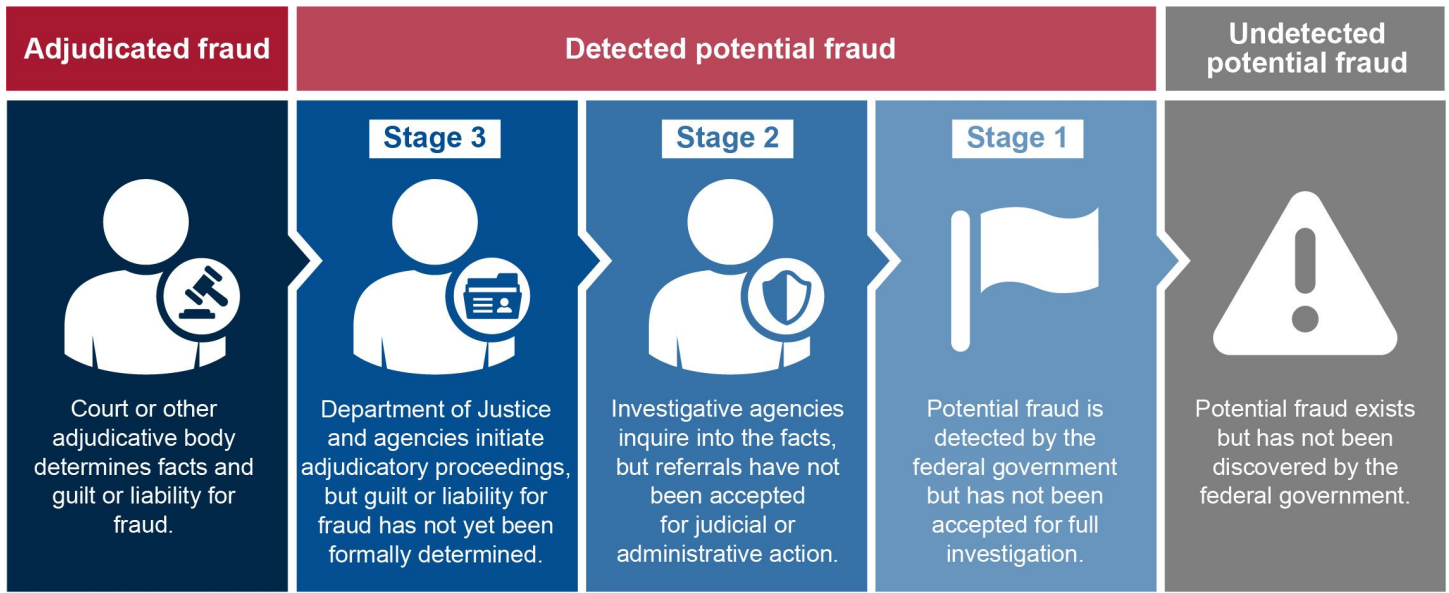 Adjudicated fraud
Detected potential fraud
Undetected
potential fraud
Court or other
adjudicative body
determines facts and
guilt or liability for
fraud.
Stage 3
Department of Justice
and agencies initiate
adjudicatory proceedings,
but guilt or liability for
fraud has not yet been
formally determined.
Stage 2
Investigative agencies
inquire into the facts,
but referrals have not
been accepted
for judicial or
administrative action.
Stage 1
Potential fraud is
detected by the
federal government
but has not been
accepted for full
investigation.
Potential fraud exists
but has not been
discovered by the
federal government.